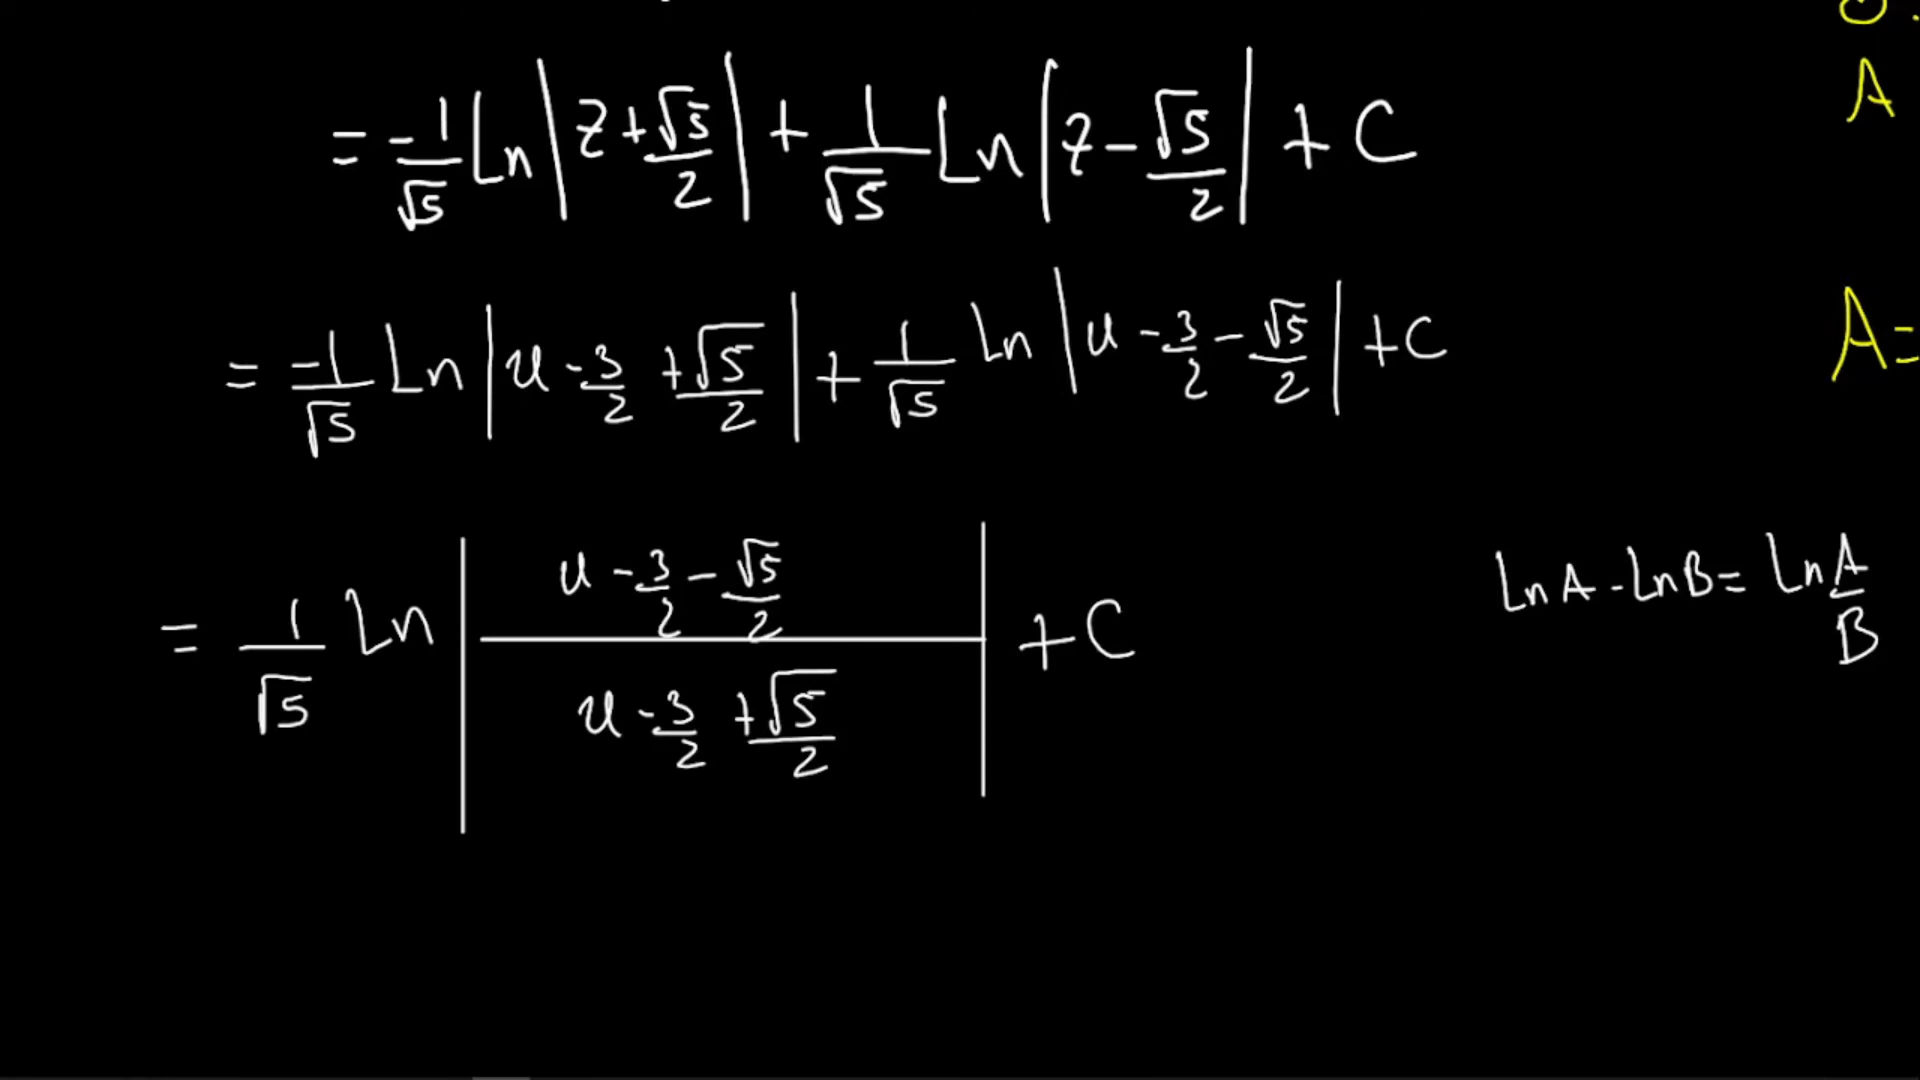 = -1/√5 Ln|z + √5/2| + 1/√5 Ln|z - √5/2| + C
A
= -1/√5 Ln|u - 3/2 + √5/2| + 1/√5 Ln|u - 3/2 - √5/2| + C
A=
= 1/√5 Ln|(u - 3/2 - √5/2)/(u - 3/2 + √5/2)| + C
LnA - LnB = Ln A/B